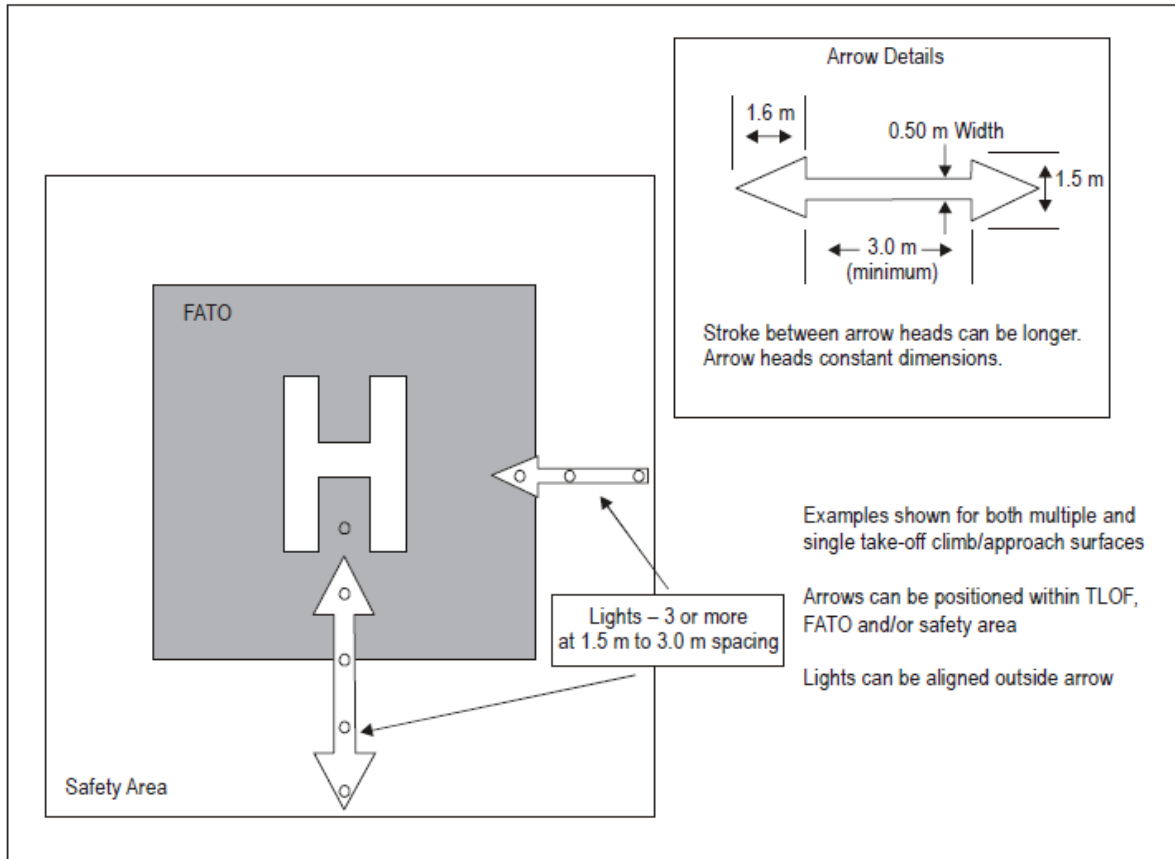 Arrow Details
1.6 m
0.50 m Width
1.5 m
3.0 m
(minimum)
Stroke between arrow heads can be longer.
Arrow heads constant dimensions.
FATO
H
Examples shown for both multiple and
single take-off climb/approach surfaces
Lights – 3 or more
at 1.5 m to 3.0 m spacing
Arrows can be positioned within TLOF,
FATO and/or safety area
Lights can be aligned outside arrow
Safety Area